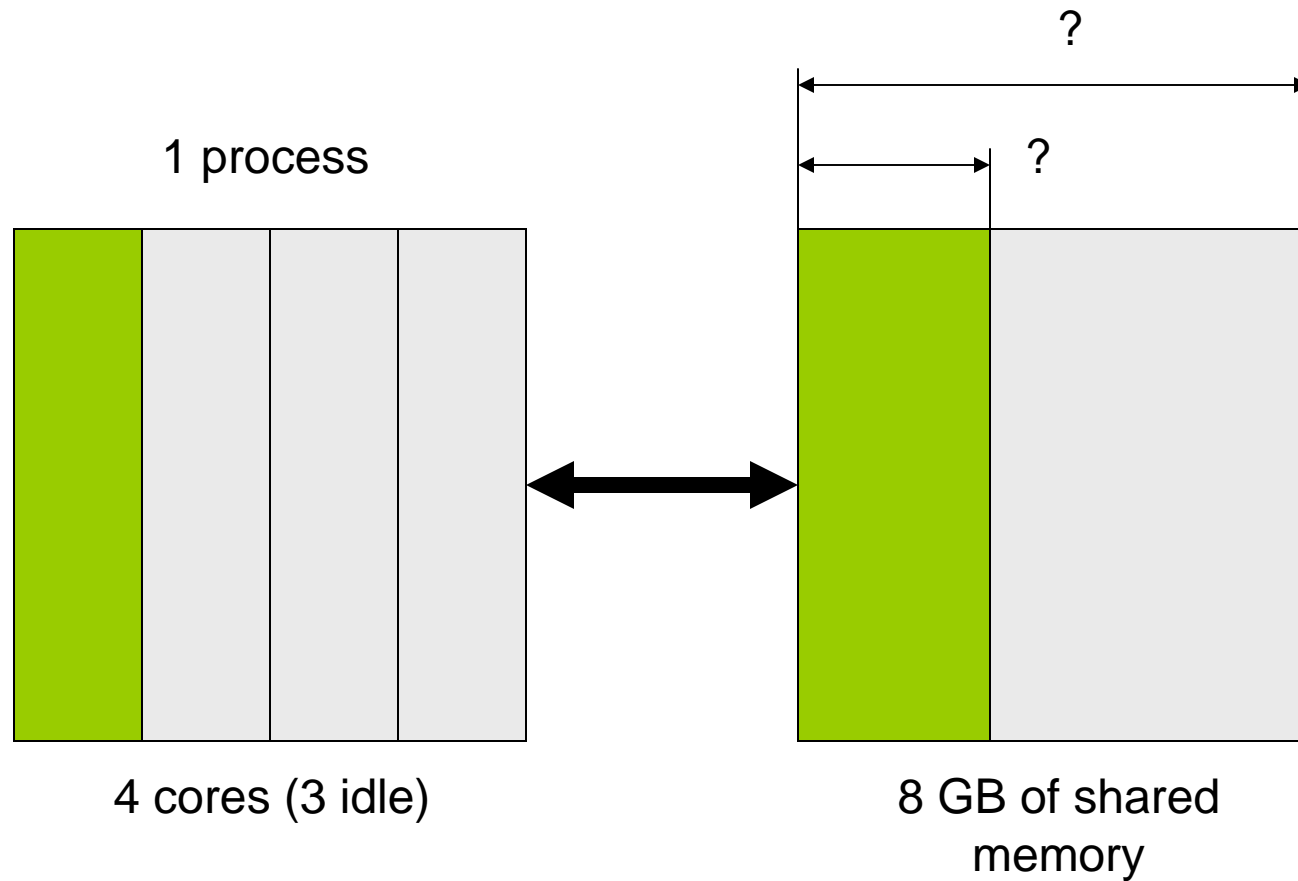 ?
1 process
?
4 cores (3 idle)
8 GB of shared
memory